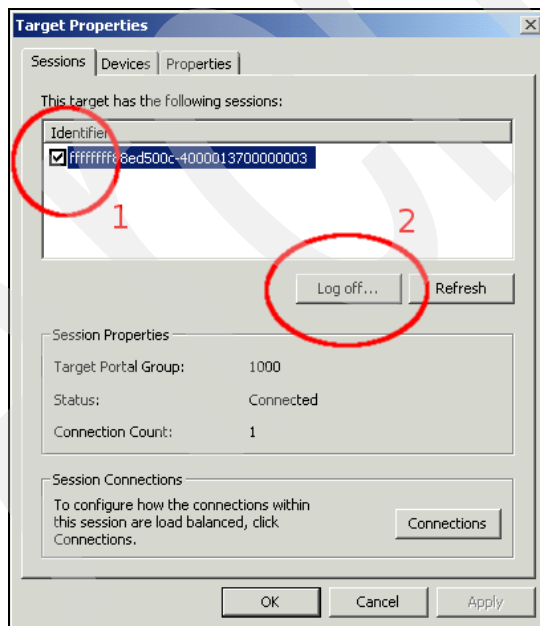 Target Properties
Sessions Devices Properties
This target has the following sessions:
Identifier
ffffffff88ed500c-4000013700000003
1
2
Log off... Refresh
Session Properties
Target Portal Group: 1000
Status: Connected
Connection Count: 1
Session Connections
To configure how the connections within
this session are load balanced, click
Connections.
Connections
OK Cancel Apply